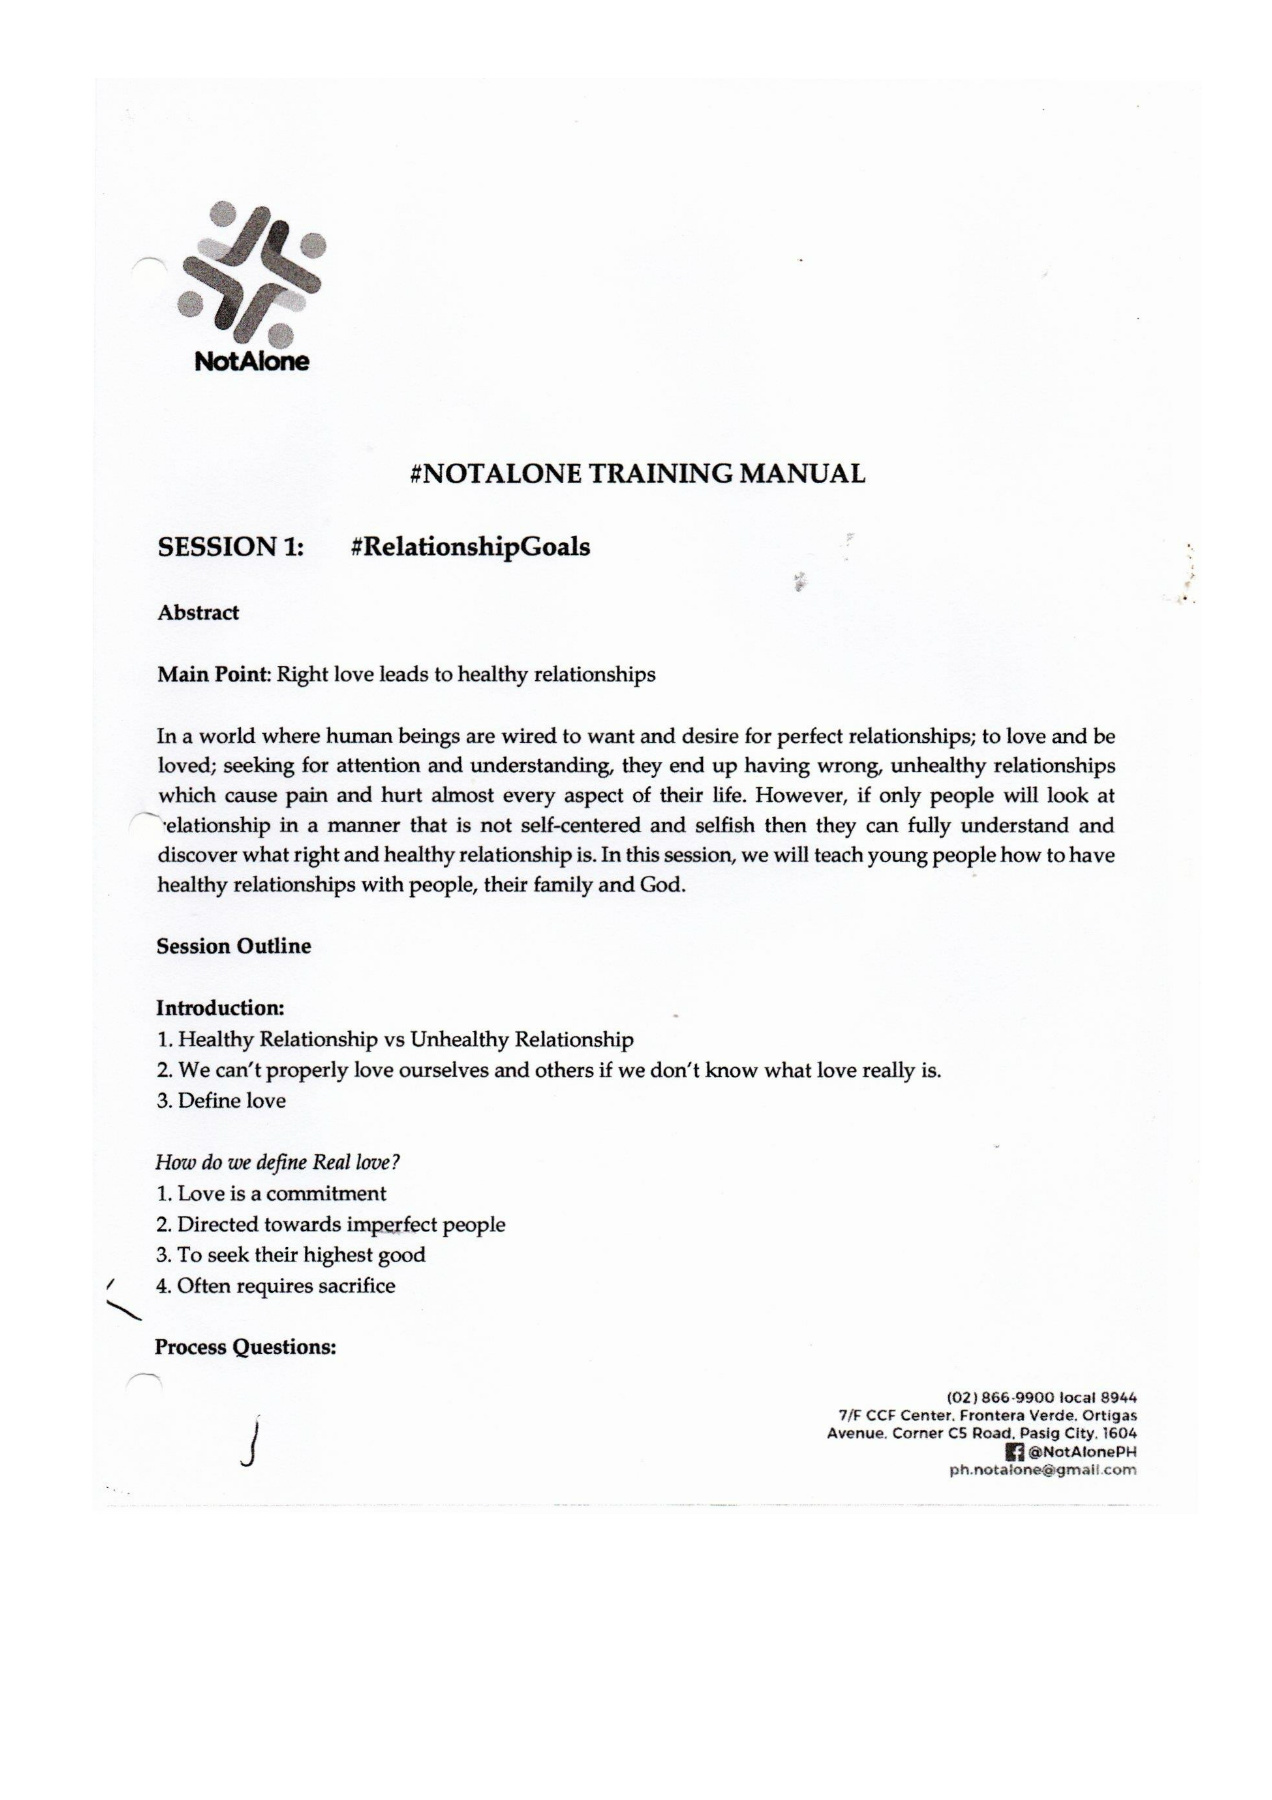 NotAlone
#NOTALONE TRAINING MANUAL
SESSION 1: #RelationshipGoals
Abstract
Main Point: Right love leads to healthy relationships
In a world where human beings are wired to want and desire for perfect relationships; to love and be
loved; seeking for attention and understanding, they end up having wrong, unhealthy relationships
which cause pain and hurt almost every aspect of their life. However, if only people will look at
relationship in a manner that is not self-centered and selfish then they can fully understand and
discover what right and healthy relationship is. In this session, we will teach young people how to have
healthy relationships with people, their family and God.
Session Outline
Introduction:
1. Healthy Relationship vs Unhealthy Relationship
2. We can't properly love ourselves and others if we don't know what love really is.
3. Define love
How do we define Real love?
1. Love is a commitment
2. Directed towards imperfect people
3. To seek their highest good
4. Often requires sacrifice
Process Questions:
(02) 866-9900 local 8944
7/F CCF Center, Frontera Verde, Ortigas
Avenue, Corner C5 Road, Pasig City, 1604
@NotAlonePH
ph.notalone@gmail.com